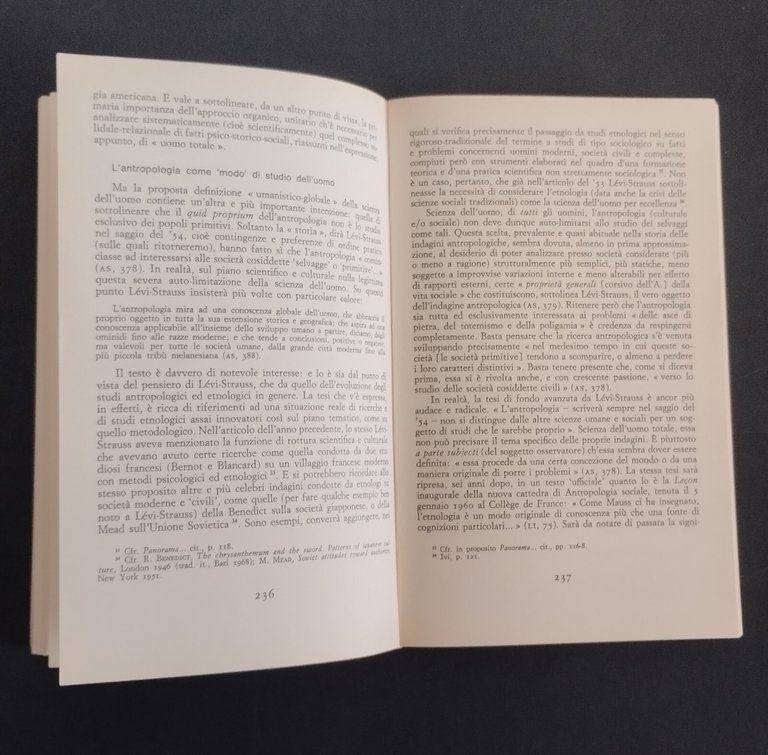 gia americana. E vale a sottolineare, da un altro punto di vista, la pri-
maria importanza dell'approccio organico, unitario ch'è necessario per
analizzare sistematicamente (cioè scientificamente) quel complesso so-
lidale-relazionale di fatti psico-storico-sociali, riassunti nell'espressione,
appunto, di « uomo totale ».
L'antropologia come 'modo' di studio dell'uomo
Ma la proposta definizione « umanistico-globale » della scienza
dell'uomo contiene un'altra e più importante intenzione: quella di
sottolineare che il quid proprium dell'antropologia non è lo studio
esclusivo dei popoli primitivi. Soltanto la « storia », dirà Lévi-Strauss
nel saggio del '54, cioè contingenze e preferenze di ordine pratico
(sulle quali ritorneremo), hanno fatto sì che l'antropologia « comin-
ciasse ad interessarsi alle società cosiddette 'selvagge' o 'primitive'... »
(AS, 378). In realtà, sul piano scientifico e culturale nulla legittima
questa severa auto-limitazione della scienza dell'uomo. Su questo
punto Lévi-Strauss insisterà più volte con particolare calore:
L'antropologia mira ad una conoscenza globale dell'uomo, che abbraccia il
proprio oggetto in tutta la sua estensione storica e geografica; che aspira ad una
conoscenza applicabile all'insieme dello sviluppo umano a partire, diciamo, dagli
ominidi fino alle razze moderne; e che tende a conclusioni, positive o negative,
ma valevoli per tutte le società umane, dalla grande città moderna fino alla
più piccola tribù melanesiana (AS, 388).
Il testo è davvero di notevole interesse: e lo è sia dal punto di
vista del pensiero di Lévi-Strauss, che da quello dell'evoluzione degli
studi antropologici ed etnologici in genere. La tesi che v'è espressa,
in effetti, è ricca di riferimenti ad una situazione reale di ricerche e
di studi etnologici assai innovatori così sul piano tematico, come su
quello metodologico. Nell'articolo dell'anno precedente, lo stesso Lévi-
Strauss aveva menzionato la funzione di rottura scientifica e culturale
che avevano avuto certe ricerche come quella condotta da due stu-
diosi francesi (Bernot e Blancard) su un villaggio francese moderno
con metodi psicologici ed etnologici ³³. E si potrebbero ricordare
stesso proposito altre e più celebri indagini condotte da etnologi su
società moderne e 'civili', come quelle (per fare qualche esempio ben
noto a Lévi-Strauss) della Benedict sulla società giapponese, o della
Mead sull'Unione Sovietica ³⁴. Sono esempi, converrà aggiungere, nei
³³ Cfr. Panorama... cit., p. 118.
³⁴ Cfr. R. BENEDICT, The chrysanthemum and the sword. Patterns of japanese cul-
ture, London 1946 (trad. it., Bari 1968); M. MEAD, Soviet attitudes toward authority,
New York 1951.
236
quali si verifica precisamente il passaggio da studi etnologici nel senso
rigoroso-tradizionale del termine a studi di tipo sociologico su fatti
e problemi concernenti uomini moderni, società civili e complesse,
compiuti però con strumenti elaborati nel quadro d'una formazione
teorica e d'una pratica scientifica non strettamente sociologica ³⁵. Non
è un caso, pertanto, che già nell'articolo del '53 Lévi-Strauss sottoli-
neasse la necessità di considerare l'etnologia (data anche la crisi delle
scienze sociali tradizionali) come la scienza dell'uomo per eccellenza ³⁶.
Scienza dell'uomo, di tutti gli uomini, l'antropologia (culturale
e/o sociale) non deve dunque auto-limitarsi allo studio dei selvaggi
come tali. Questa scelta, prevalente e quasi abituale nella storia delle
indagini antropologiche, sembra dovuta, almeno in prima approssima-
zione, al desiderio di poter analizzare presso società considerate (più
o meno a ragione) strutturalmente più semplici, più statiche, meno
soggette a improvvise variazioni interne e meno alterabili per effetto
di rapporti esterni, certe « proprietà generali [corsivo dell'A.] della
vita sociale » che costituiscono, sottolinea Lévi-Strauss, il vero oggetto
dell'indagine antropologica (AS, 379). Ritenere però che l'antropologia
sia tutta ed esclusivamente interessata ai problemi « delle asce di
pietra, del totemismo e della poligamia » è credenza da respingersi
completamente. Basta pensare che la ricerca antropologica s'è venuta
sviluppando precisamente « nel medesimo tempo in cui queste so-
cietà [le società primitive] tendono a scomparire, o almeno a perdere
i loro caratteri distintivi ». Basta tenere presente che, come si diceva
prima, essa si è rivolta anche, e con crescente passione, « verso lo
studio delle società cosiddette civili » (AS, 378).
In realtà, la tesi di fondo avanzata da Lévi-Strauss è ancor più
audace e radicale. « L'antropologia – scriverà sempre nel saggio del
'54 – non si distingue dalle altre scienze umane e sociali per un sog-
getto di studi che le sarebbe proprio ». Scienza dell'uomo totale, essa
non può precisare il tema specifico delle proprie indagini. È piuttosto
a parte subjecti (del soggetto osservatore) ch'essa sembra dover essere
definita: « essa procede da una certa concezione del mondo o da una
maniera originale di porre i problemi » (AS, 378). La stessa tesi sarà
ripresa, sei anni dopo, in un testo 'ufficiale' quanto lo è la Leçon
inaugurale della nuova cattedra di Antropologia sociale, tenuta il 5
gennaio 1960 al Collège de France: « Come Mauss ci ha insegnato,
l'etnologia è un modo originale di conoscenza più che una fonte di
cognizioni particolari... » (LI, 75). Sarà da notare di passata la signi-
³⁵ Cfr. in proposito Panorama... cit., pp. 116-8.
³⁶ Ivi, p. 121.
237